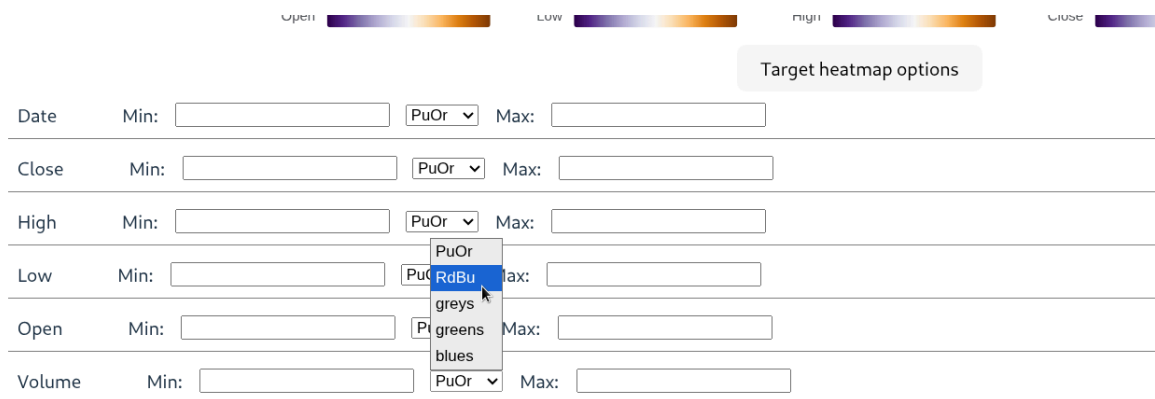 Open Low High Close
Target heatmap options
Date Min: PuOr Max:
Close Min: PuOr Max:
High Min: PuOr Max:
PuOr
Low Min:
RdBu
greys
Open Min: greens Max:
blues
Volume Min: PuOr Max: